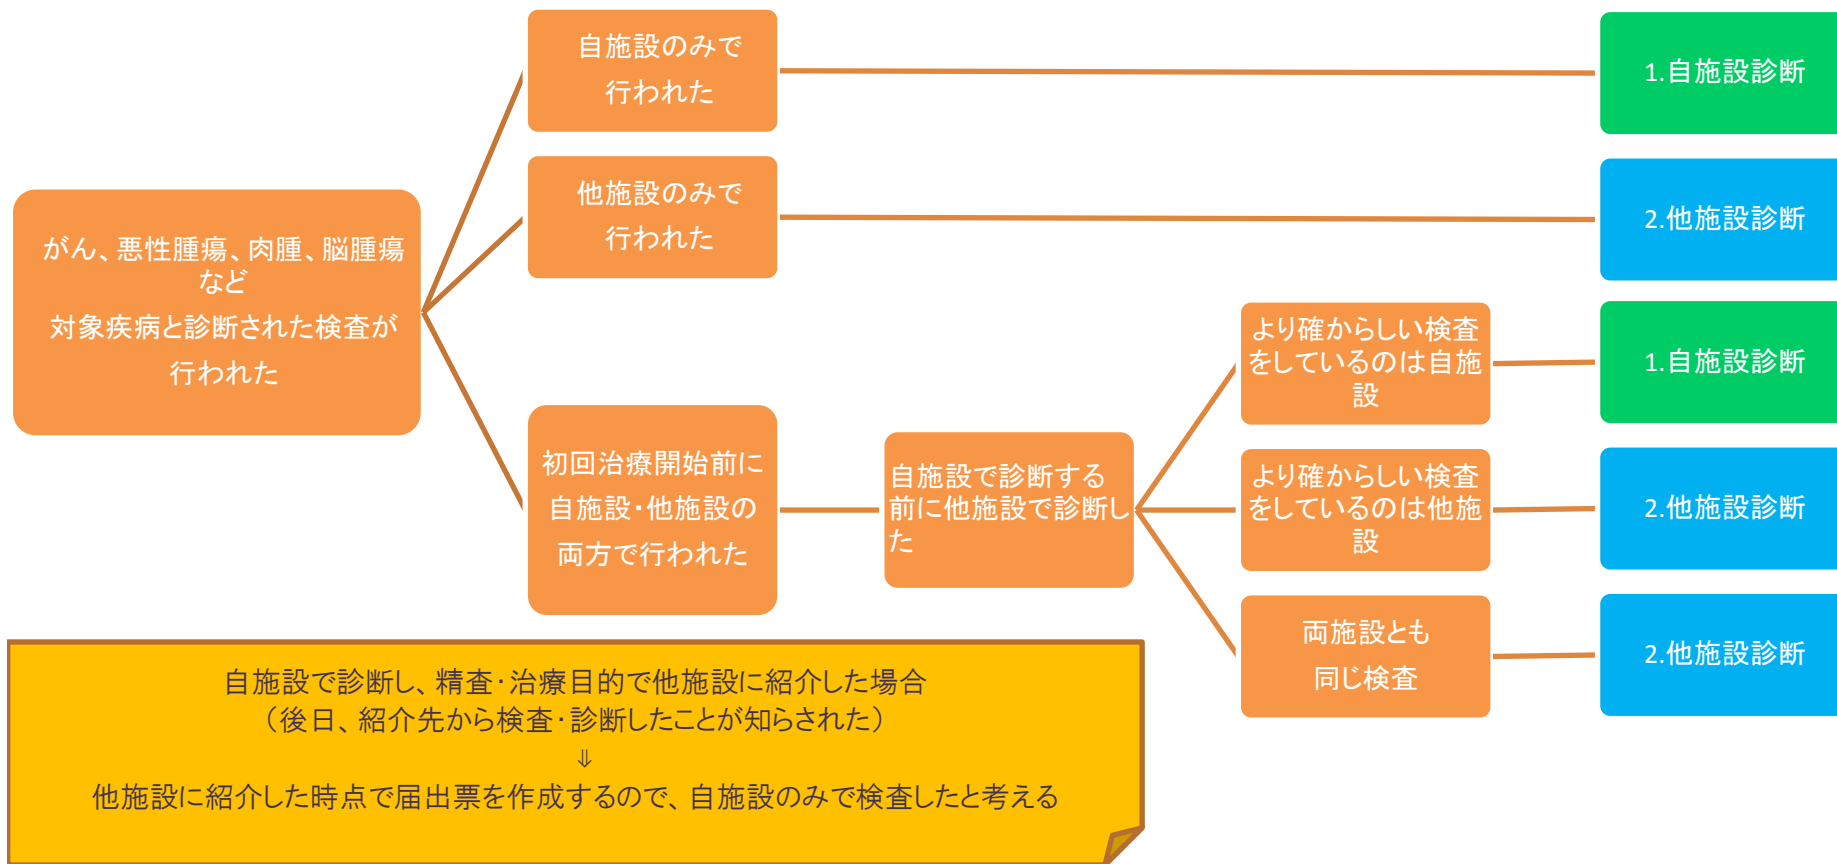 がん、悪性腫瘍、肉腫、脳腫瘍
など
対象疾病と診断された検査が
行われた
自施設のみで
行われた
1.自施設診断
他施設のみで
行われた
2.他施設診断
初回治療開始前に
自施設・他施設の
両方で行われた
自施設で診断する
前に他施設で診断し
た
より確からしい検査
をしているのは自施
設
1.自施設診断
より確からしい検査
をしているのは他施
設
2.他施設診断
両施設とも
同じ検査
2.他施設診断
自施設で診断し、精査・治療目的で他施設に紹介した場合
（後日、紹介先から検査・診断したことが知らされた）
⇓
他施設に紹介した時点で届出票を作成するので、自施設のみで検査したと考える